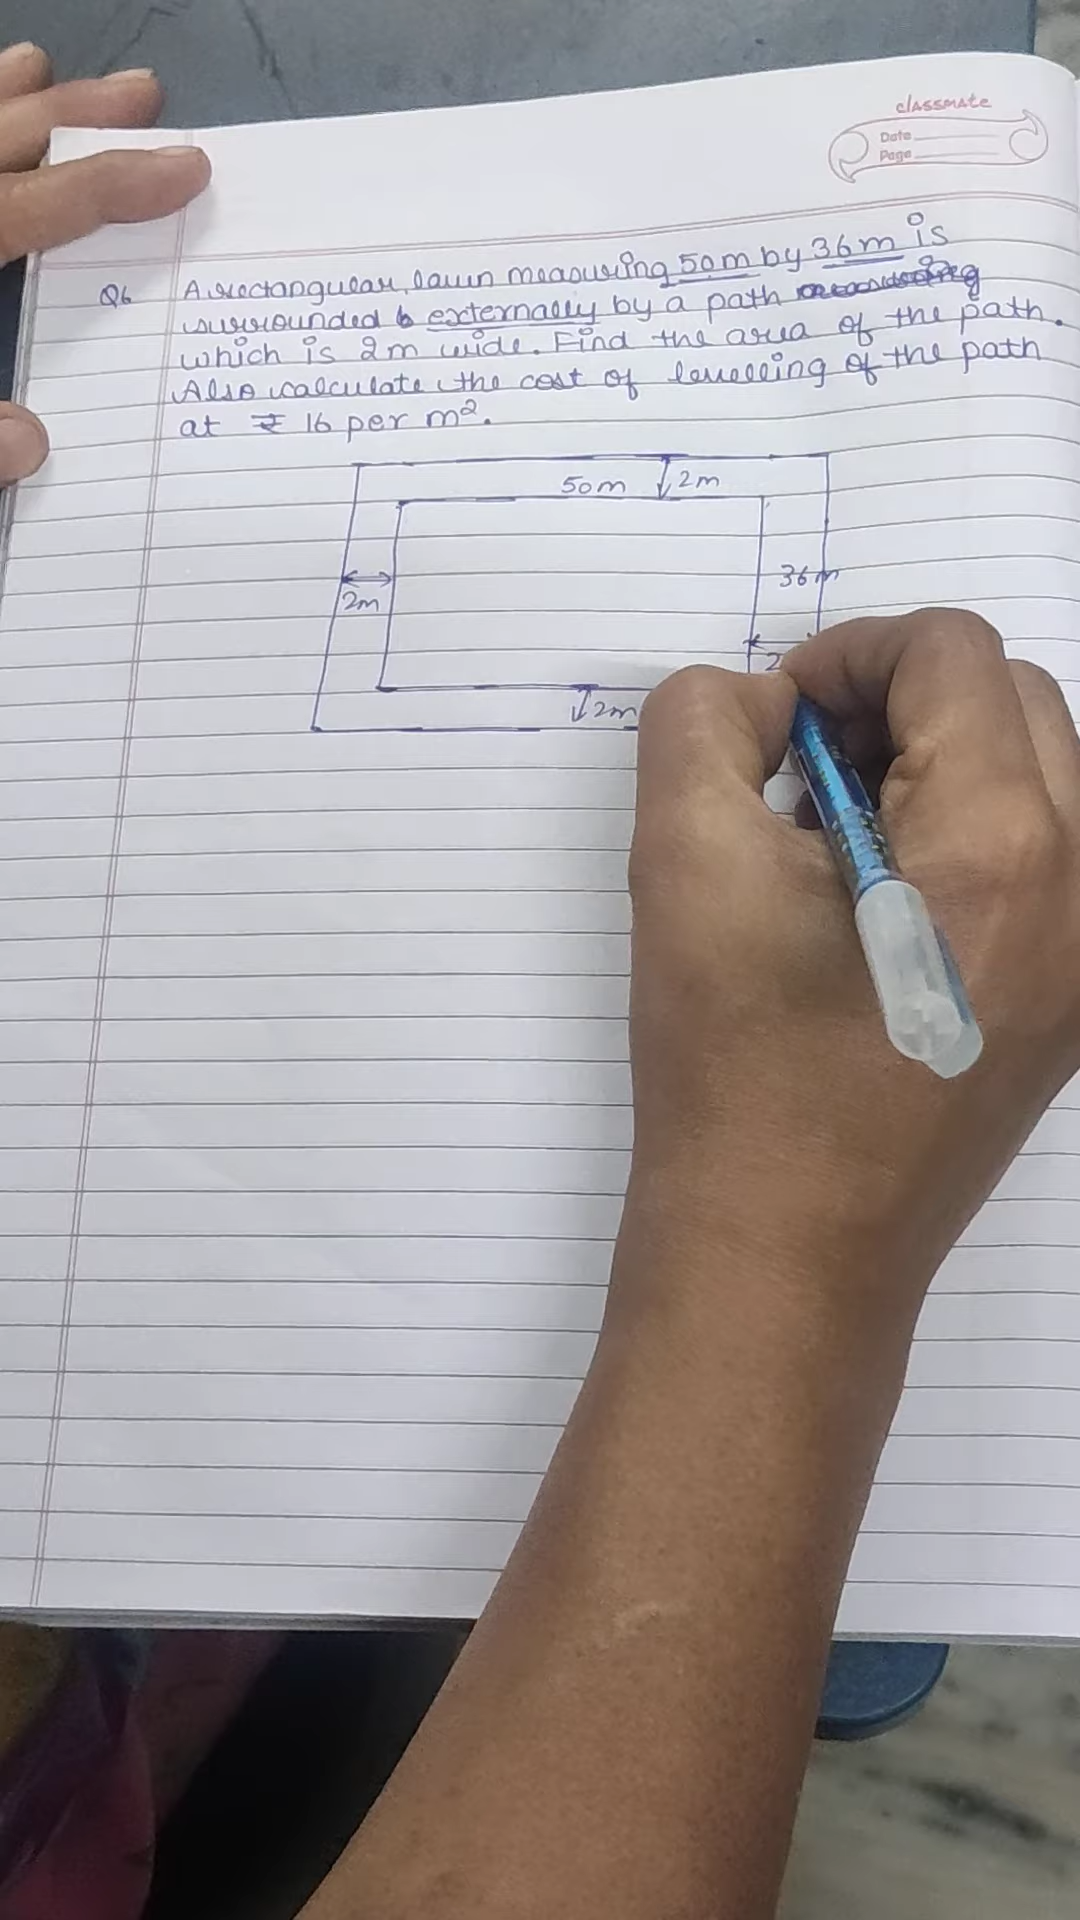 classmate
Date
Page
Q6 A rectangular lawn measuring 50m by 36m is
surrounded externally by a path
which is 2m wide. Find the area of the path.
Also calculate the cost of levelling of the path
at ₹ 16 per m².
50m 2m
36m
2m
2
2m